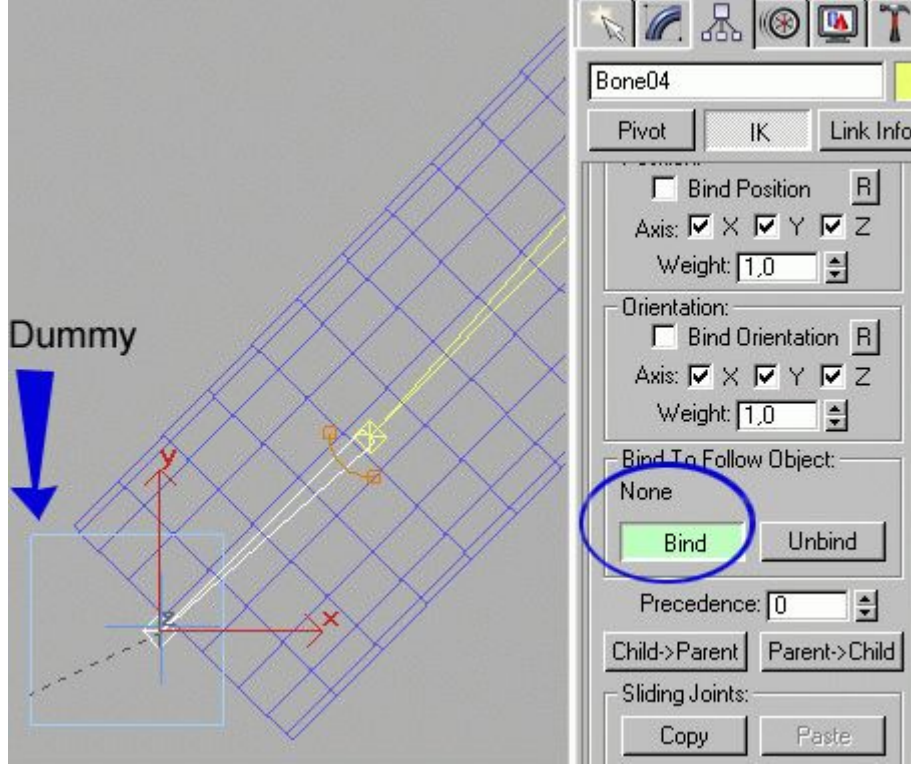 Bone04
Pivot IK Link Info
Position:
Bind Position R
Axis: X Y Z
Weight: 1,0
Orientation:
Bind Orientation R
Axis: X Y Z
Weight: 1,0
Bind To Follow Object:
None
Bind Unbind
Precedence: 0
Child->Parent Parent->Child
Sliding Joints:
Copy Paste
Dummy
y
z
x